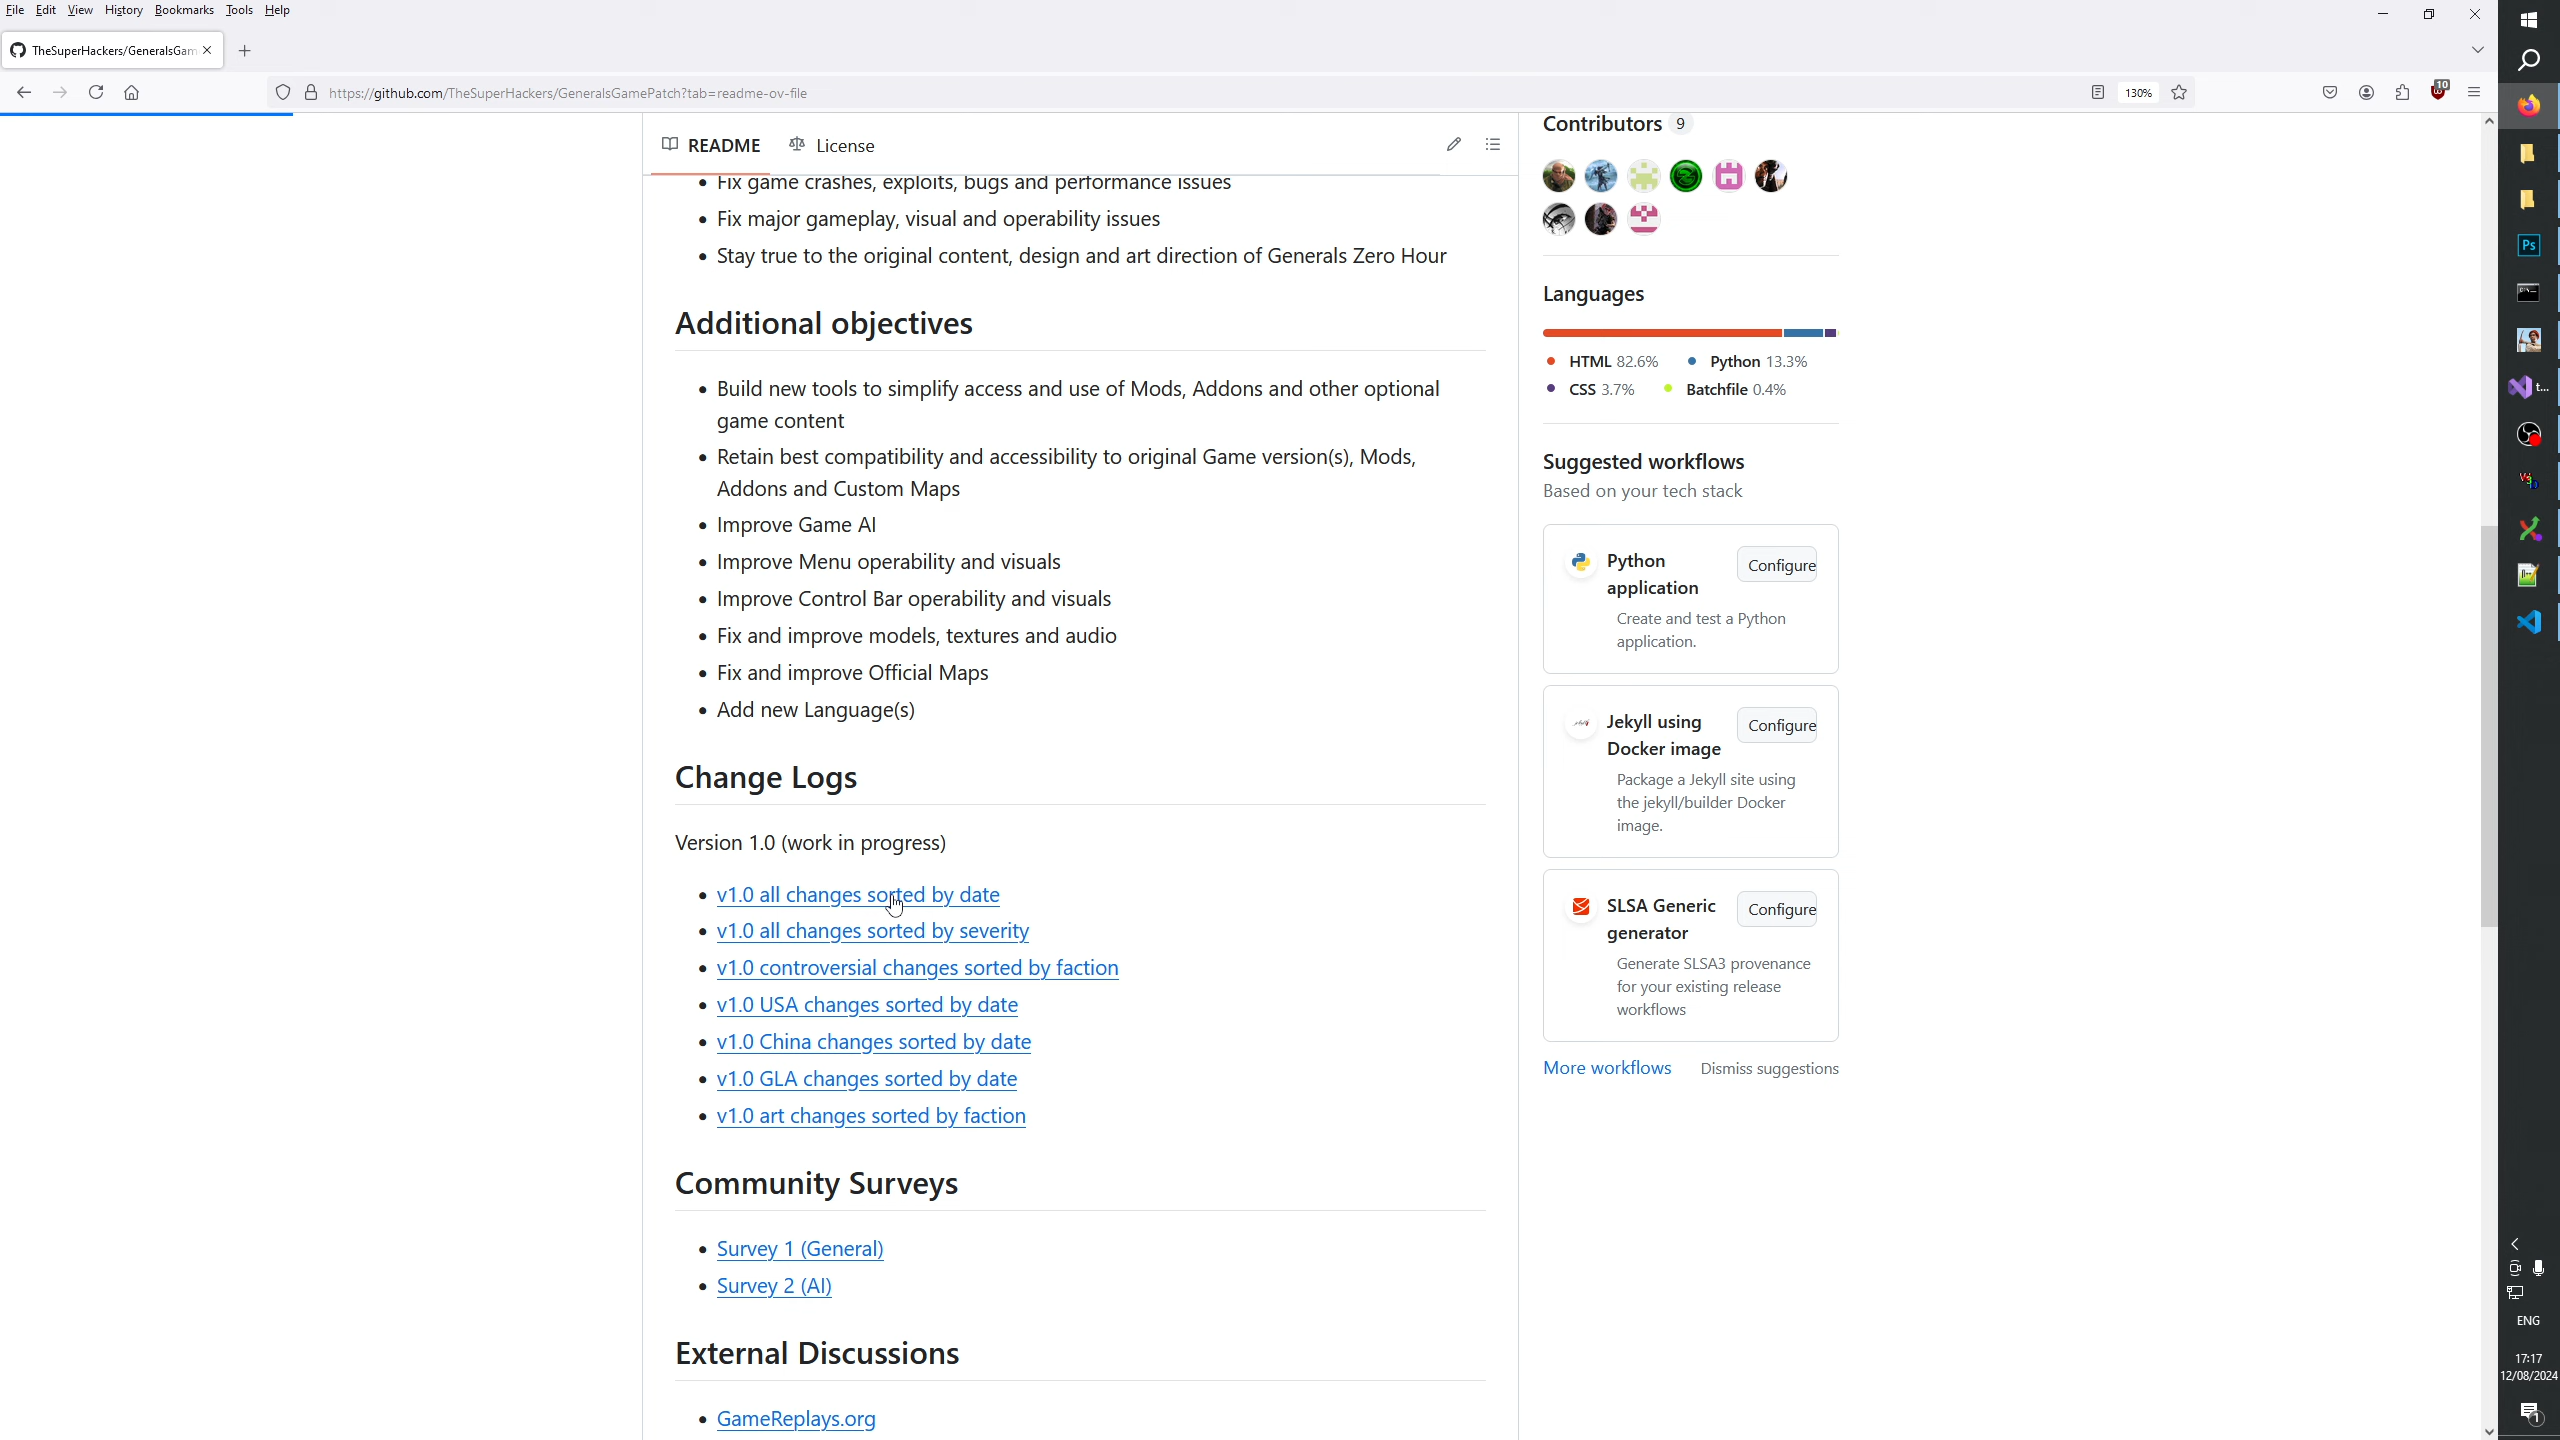 File Edit View History Bookmarks Tools Help
TheSuperHackers/GeneralsGam
https://github.com/TheSuperHackers/GeneralsGamePatch?tab=readme-ov-file
130%
10
README
License
Fix game crashes, exploits, bugs and performance issues
Fix major gameplay, visual and operability issues
Stay true to the original content, design and art direction of Generals Zero Hour
Additional objectives
Build new tools to simplify access and use of Mods, Addons and other optional
game content
Retain best compatibility and accessibility to original Game version(s), Mods,
Addons and Custom Maps
Improve Game AI
Improve Menu operability and visuals
Improve Control Bar operability and visuals
Fix and improve models, textures and audio
Fix and improve Official Maps
Add new Language(s)
Change Logs
Version 1.0 (work in progress)
v1.0 all changes sorted by date
v1.0 all changes sorted by severity
v1.0 controversial changes sorted by faction
v1.0 USA changes sorted by date
v1.0 China changes sorted by date
v1.0 GLA changes sorted by date
v1.0 art changes sorted by faction
Community Surveys
Survey 1 (General)
Survey 2 (AI)
External Discussions
GameReplays.org
Contributors 9
Languages
HTML 82.6% Python 13.3%
CSS 3.7% Batchfile 0.4%
Suggested workflows
Based on your tech stack
Python
application
Configure
Create and test a Python
application.
Jekyll using
Docker image
Configure
Package a Jekyll site using
the jekyll/builder Docker
image.
SLSA Generic
generator
Configure
Generate SLSA3 provenance
for your existing release
workflows
More workflows Dismiss suggestions
Ps
t...
ENG
17:17
12/08/2024
1